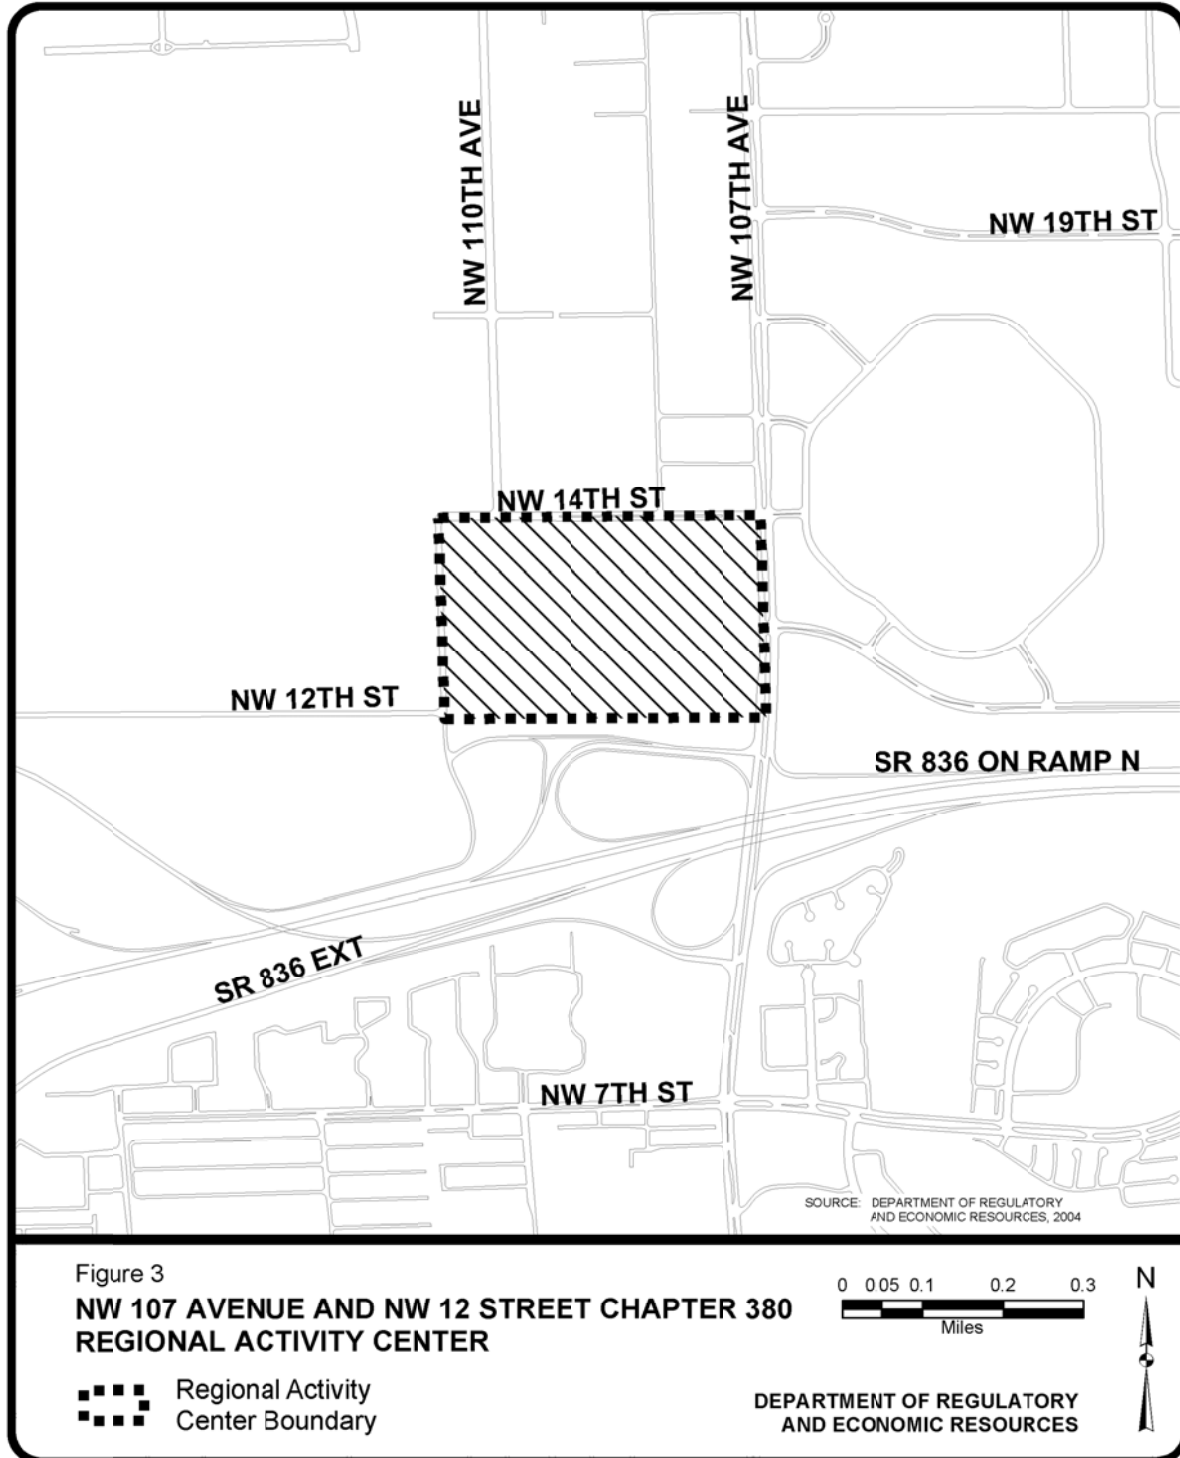 NW 110TH AVE
NW 107TH AVE
NW 19TH ST
NW 14TH ST
NW 12TH ST
SR 836 ON RAMP N
SR 836 EXT
NW 7TH ST
SOURCE: DEPARTMENT OF REGULATORY
AND ECONOMIC RESOURCES, 2004
Figure 3
NW 107 AVENUE AND NW 12 STREET CHAPTER 380
REGIONAL ACTIVITY CENTER
Regional Activity
Center Boundary
0 0.05 0.1 0.2 0.3
Miles
N
DEPARTMENT OF REGULATORY
AND ECONOMIC RESOURCES